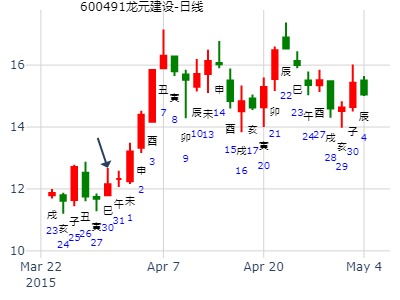 600491龙元建设-日线
16
14
12
10
戌
23
亥
24
子
25
丑
26
寅
27
巳
30
午
31
未
1
申
2
酉
3
丑
7
寅
8
卯
9
辰
10
未
13
申
14
酉
15
戌
16
亥
17
寅
20
卯
21
辰
22
巳
23
午
24
酉
27
戌
28
亥
29
子
30
辰
4
Mar 22
2015
Apr 7
Apr 20
May 4